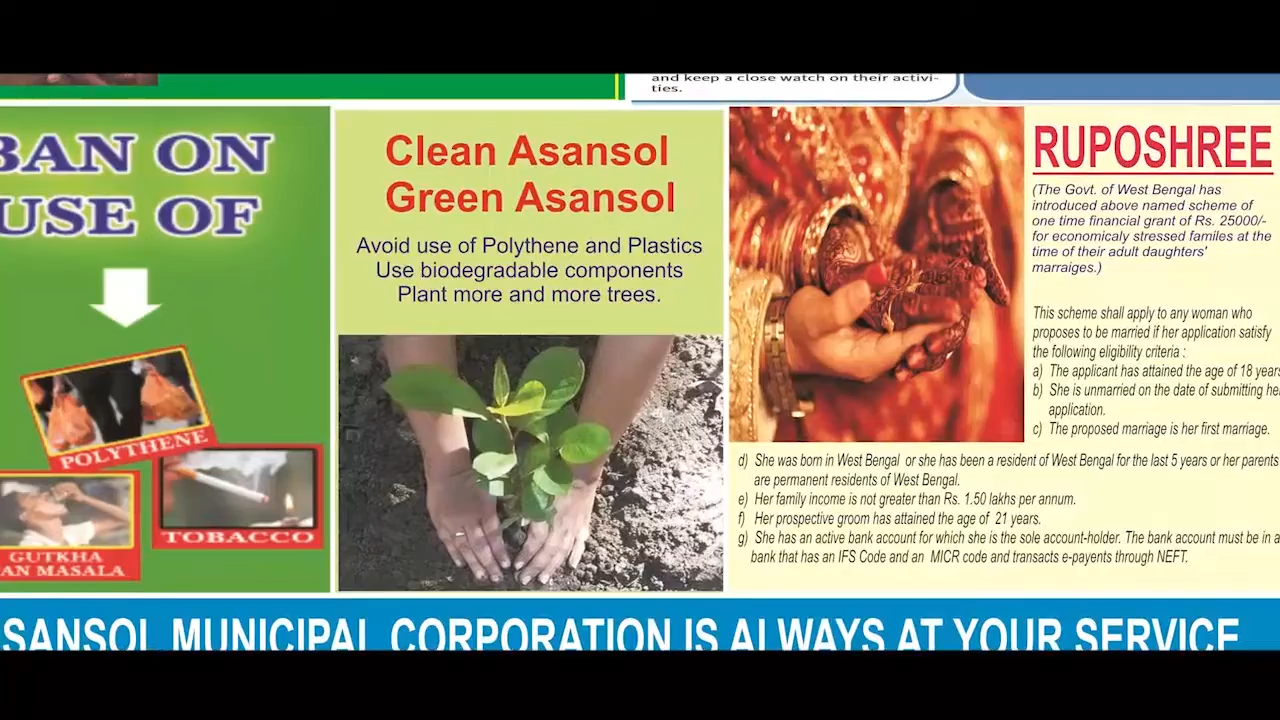 and keep a close watch on their activi-
ties.
BAN ON
USE OF
POLYTHENE
TOBACCO
GUTKHA
PAN MASALA
Clean Asansol
Green Asansol
Avoid use of Polythene and Plastics
Use biodegradable components
Plant more and more trees.
RUPOSHREE
(The Govt. of West Bengal has
introduced above named scheme of
one time financial grant of Rs. 25000/-
for economicaly stressed familes at the
time of their adult daughters'
marraiges.)
This scheme shall apply to any woman who
proposes to be married if her application satisfy
the following eligibility criteria :
a) The applicant has attained the age of 18 years
b) She is unmarried on the date of submitting her
application.
c) The proposed marriage is her first marriage.
d) She was born in West Bengal or she has been a resident of West Bengal for the last 5 years or her parents
are permanent residents of West Bengal.
e) Her family income is not greater than Rs. 1.50 lakhs per annum.
f) Her prospective groom has attained the age of 21 years.
g) She has an active bank account for which she is the sole account-holder. The bank account must be in a
bank that has an IFS Code and an MICR code and transacts e-payents through NEFT.
ASANSOL MUNICIPAL CORPORATION IS ALWAYS AT YOUR SERVICE